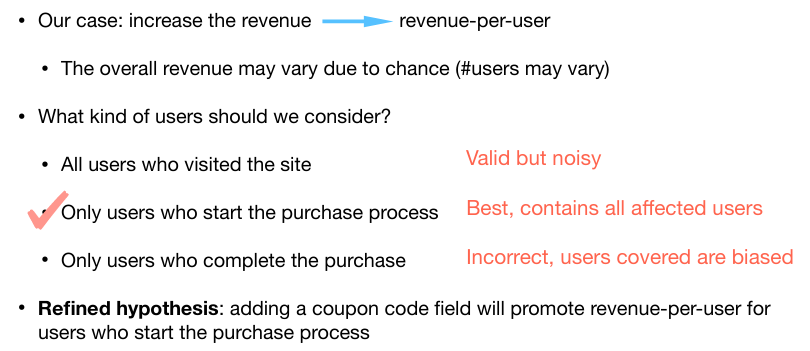 • Our case: increase the revenue → revenue-per-user
• The overall revenue may vary due to chance (#users may vary)
• What kind of users should we consider?
• All users who visited the site Valid but noisy
• Only users who start the purchase process Best, contains all affected users
• Only users who complete the purchase Incorrect, users covered are biased
• Refined hypothesis: adding a coupon code field will promote revenue-per-user for
users who start the purchase process